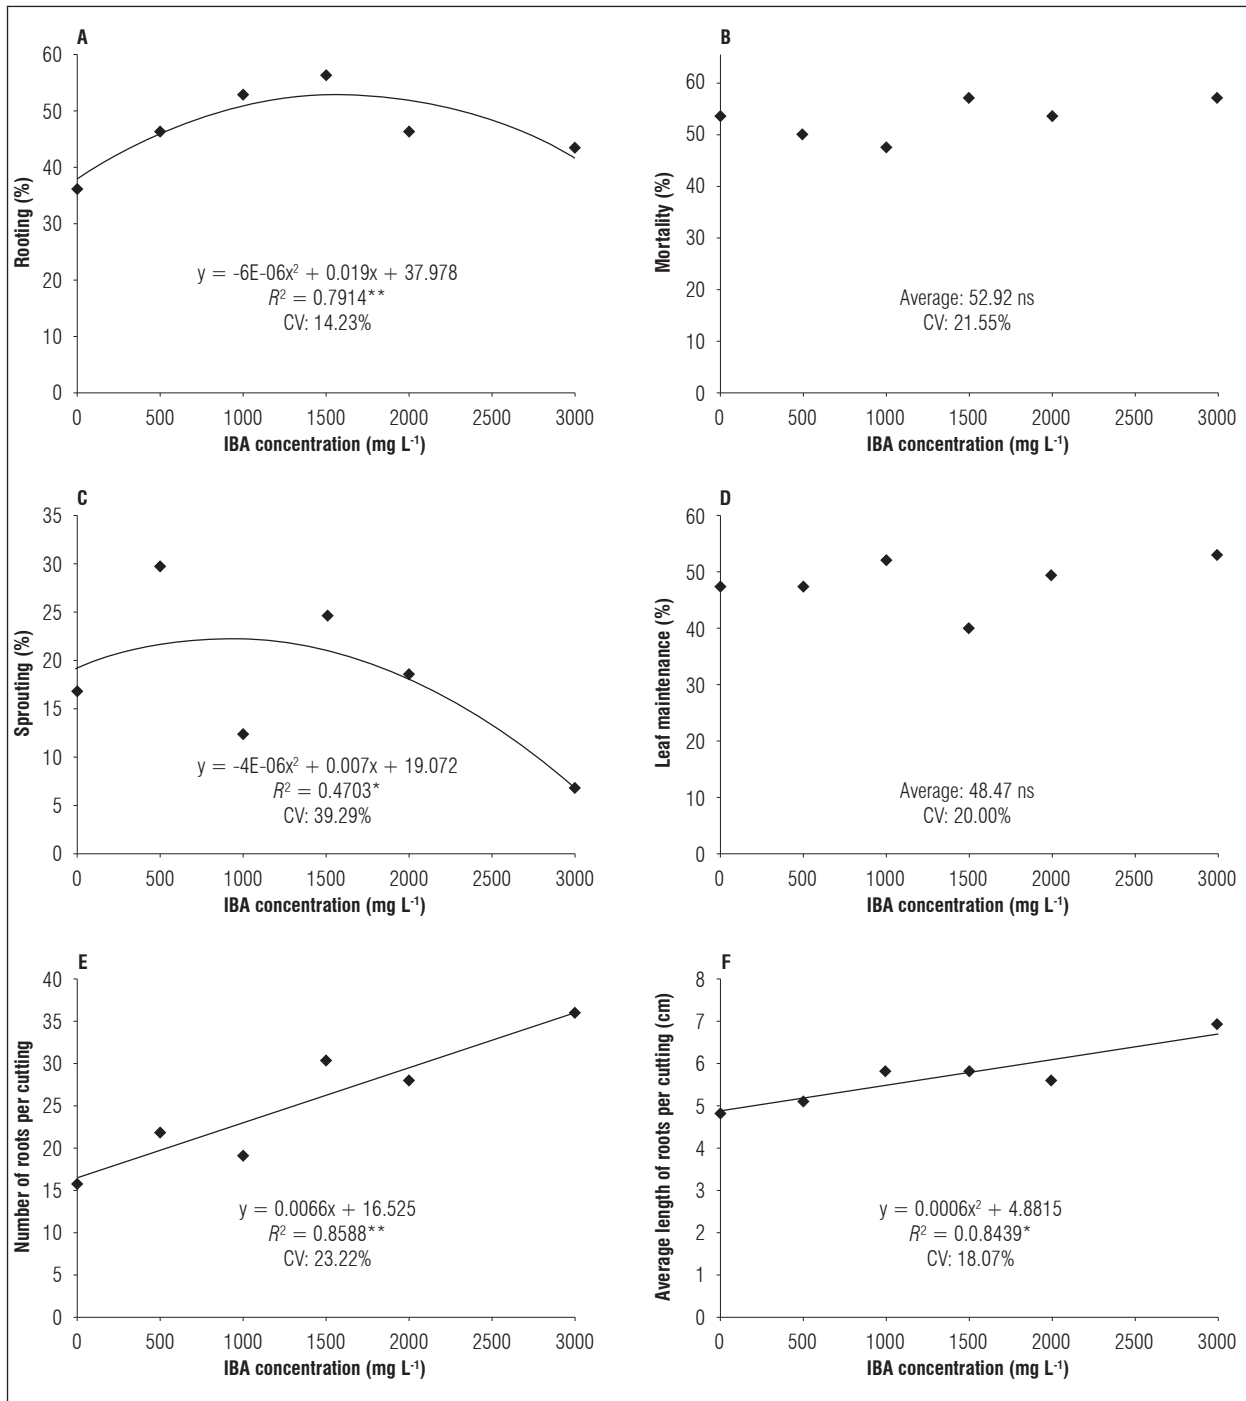 A
60
50
40
30
20
10
0
Rooting (%)
y = -6E-06x² + 0.019x + 37.978
R² = 0.7914**
CV: 14.23%
0 500 1000 1500 2000 2500 3000
IBA concentration (mg L⁻¹)
B
60
50
40
30
20
10
0
Mortality (%)
Average: 52.92 ns
CV: 21.55%
0 500 1000 1500 2000 2500 3000
IBA concentration (mg L⁻¹)
C
35
30
25
20
15
10
5
0
Sprouting (%)
y = -4E-06x² + 0.007x + 19.072
R² = 0.4703*
CV: 39.29%
0 500 1000 1500 2000 2500 3000
IBA concentration (mg L⁻¹)
D
60
50
40
30
20
10
0
Leaf maintenance (%)
Average: 48.47 ns
CV: 20.00%
0 500 1000 1500 2000 2500 3000
IBA concentration (mg L⁻¹)
E
40
35
30
25
20
15
10
5
0
Number of roots per cutting
y = 0.0066x + 16.525
R² = 0.8588**
CV: 23.22%
0 500 1000 1500 2000 2500 3000
IBA concentration (mg L⁻¹)
F
8
7
6
5
4
3
2
1
0
Average length of roots per cutting (cm)
y = 0.0006x² + 4.8815
R² = 0.0.8439*
CV: 18.07%
0 500 1000 1500 2000 2500 3000
IBA concentration (mg L⁻¹)